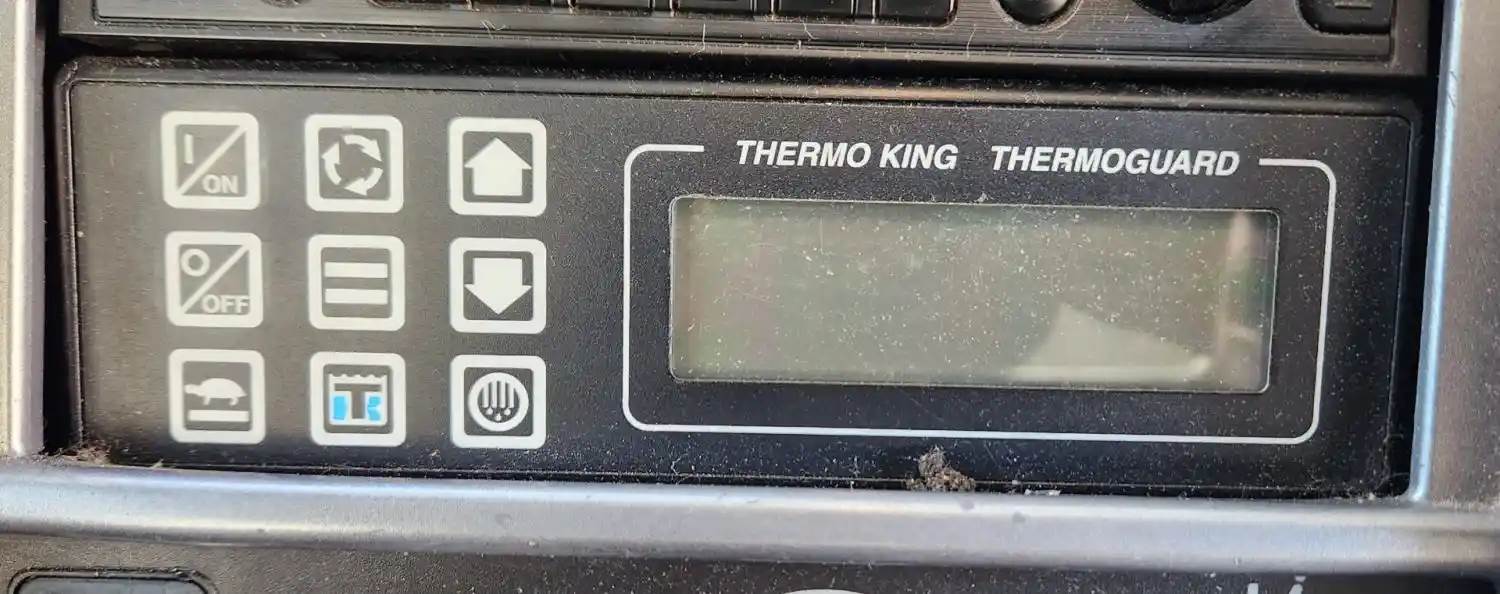 THERMO KING THERMOGUARD
I
ON
O
OFF